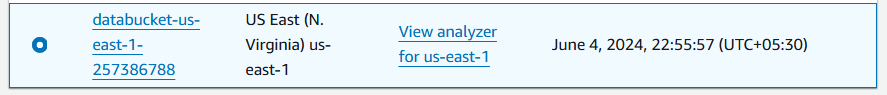 databucket-us-
east-1-
257386788
US East (N.
Virginia) us-
east-1
View analyzer
for us-east-1
June 4, 2024, 22:55:57 (UTC+05:30)